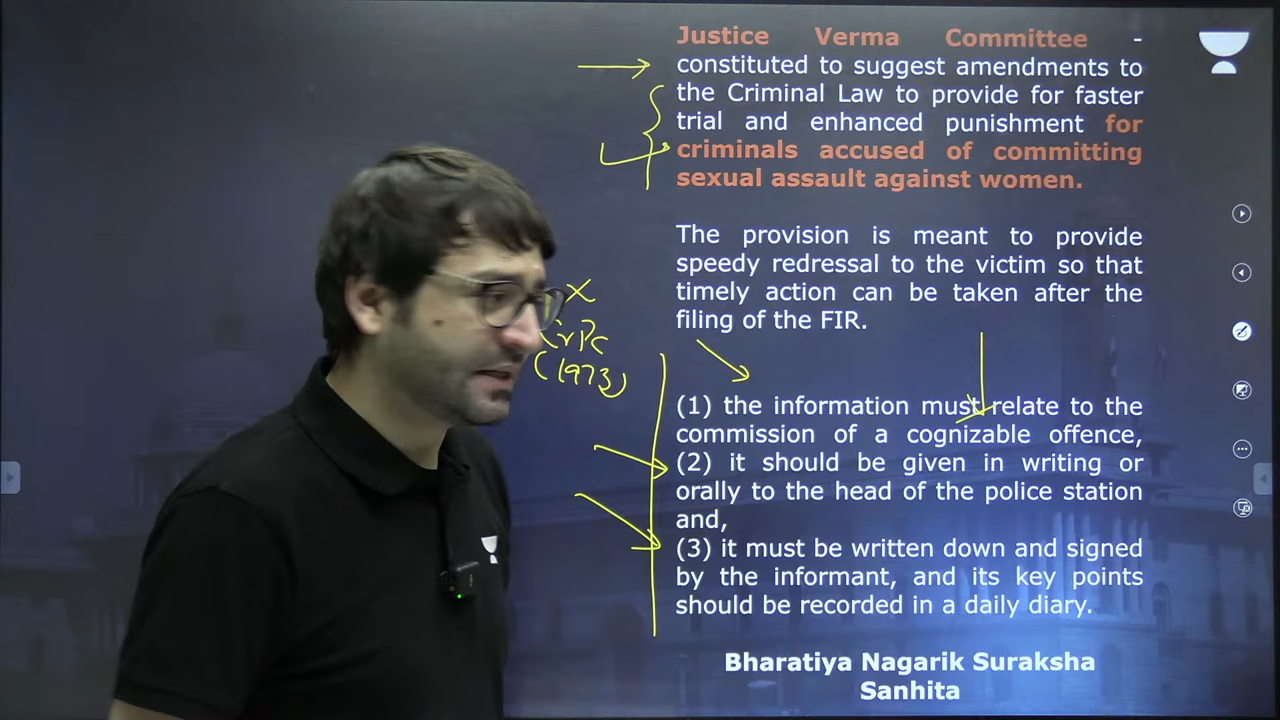 Justice Verma Committee -
constituted to suggest amendments to
the Criminal Law to provide for faster
trial and enhanced punishment for
criminals accused of committing
sexual assault against women.
The provision is meant to provide
speedy redressal to the victim so that
timely action can be taken after the
filing of the FIR.
X
CrPc
(1973)
(1) the information must relate to the
commission of a cognizable offence,
(2) it should be given in writing or
orally to the head of the police station
and,
(3) it must be written down and signed
by the informant, and its key points
should be recorded in a daily diary.
Bharatiya Nagarik Suraksha
Sanhita